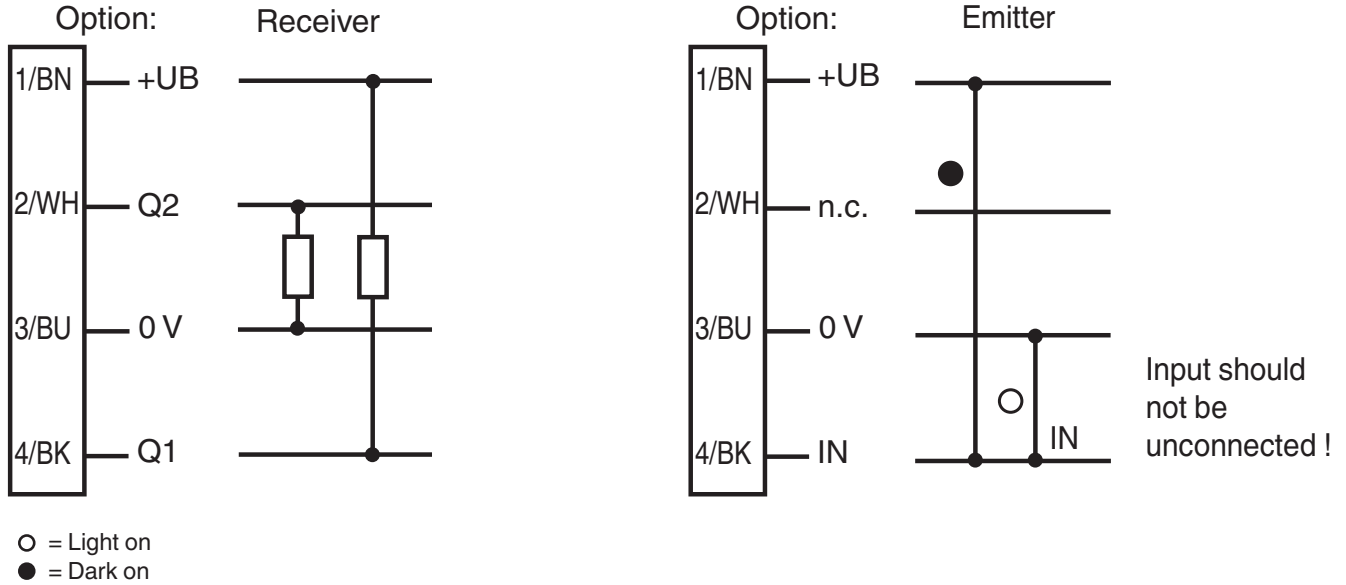 Option:
Receiver
1/BN +UB
2/WH Q2
3/BU 0 V
4/BK Q1
Option:
Emitter
1/BN +UB
2/WH n.c.
3/BU 0 V
4/BK IN
IN
Input should
not be
unconnected !
= Light on
= Dark on